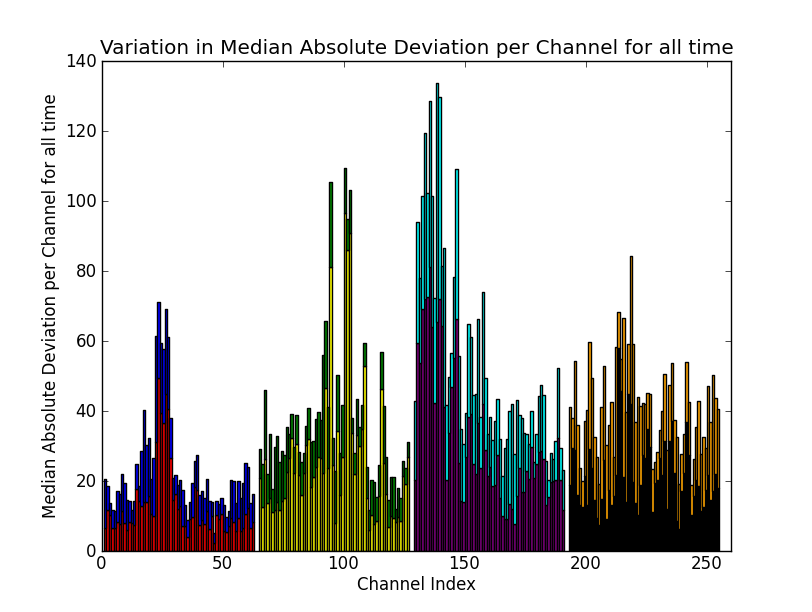 Variation in Median Absolute Deviation per Channel for all time
140
120
100
80
60
40
20
0
Median Absolute Deviation per Channel for all time
0 50 100 150 200 250
Channel Index